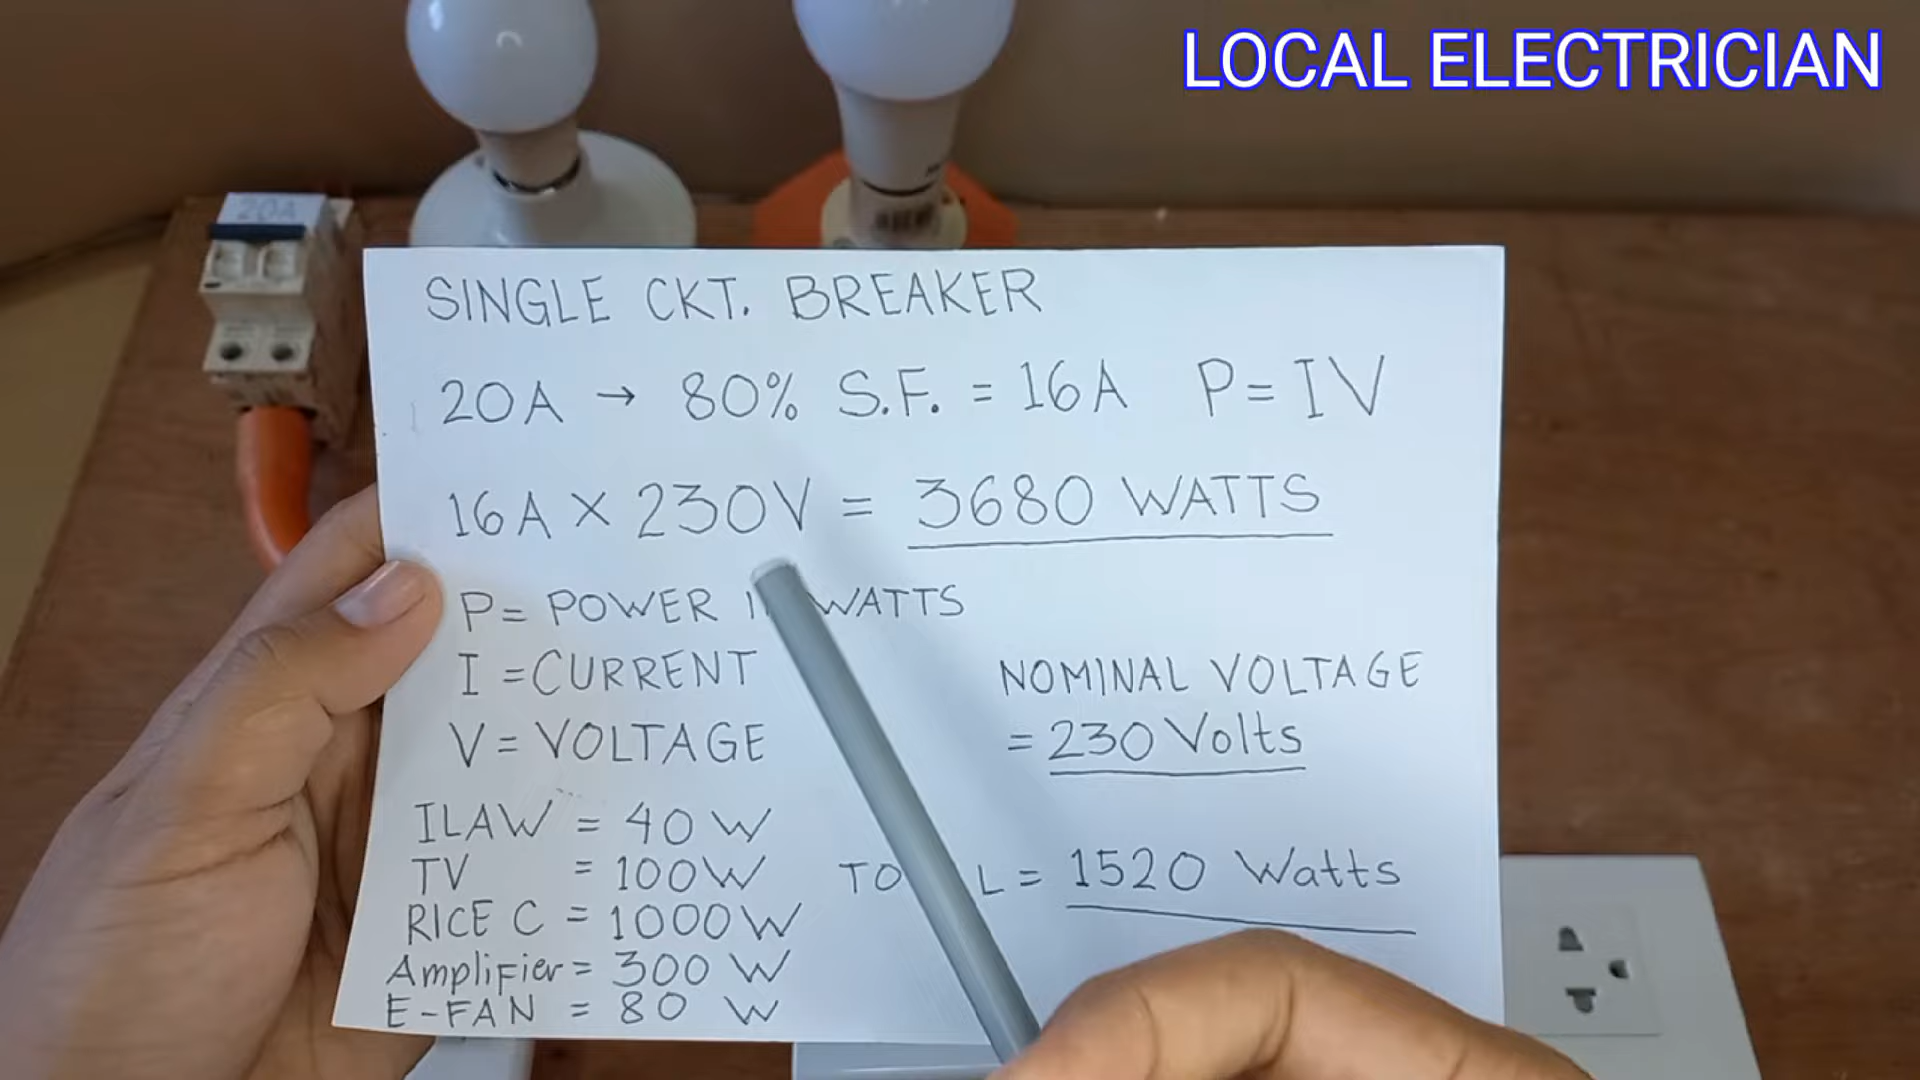 LOCAL ELECTRICIAN
20A
SINGLE CKT. BREAKER
20A → 80% S.F. = 16A P = IV
16A X 230V = 3680 WATTS
P = POWER WATTS
I = CURRENT
V = VOLTAGE
NOMINAL VOLTAGE
= 230 Volts
ILAW = 40 W
TV = 100W
RICE C = 1000W
Amplifier = 300 W
E-FAN = 80 W
= 1520 Watts